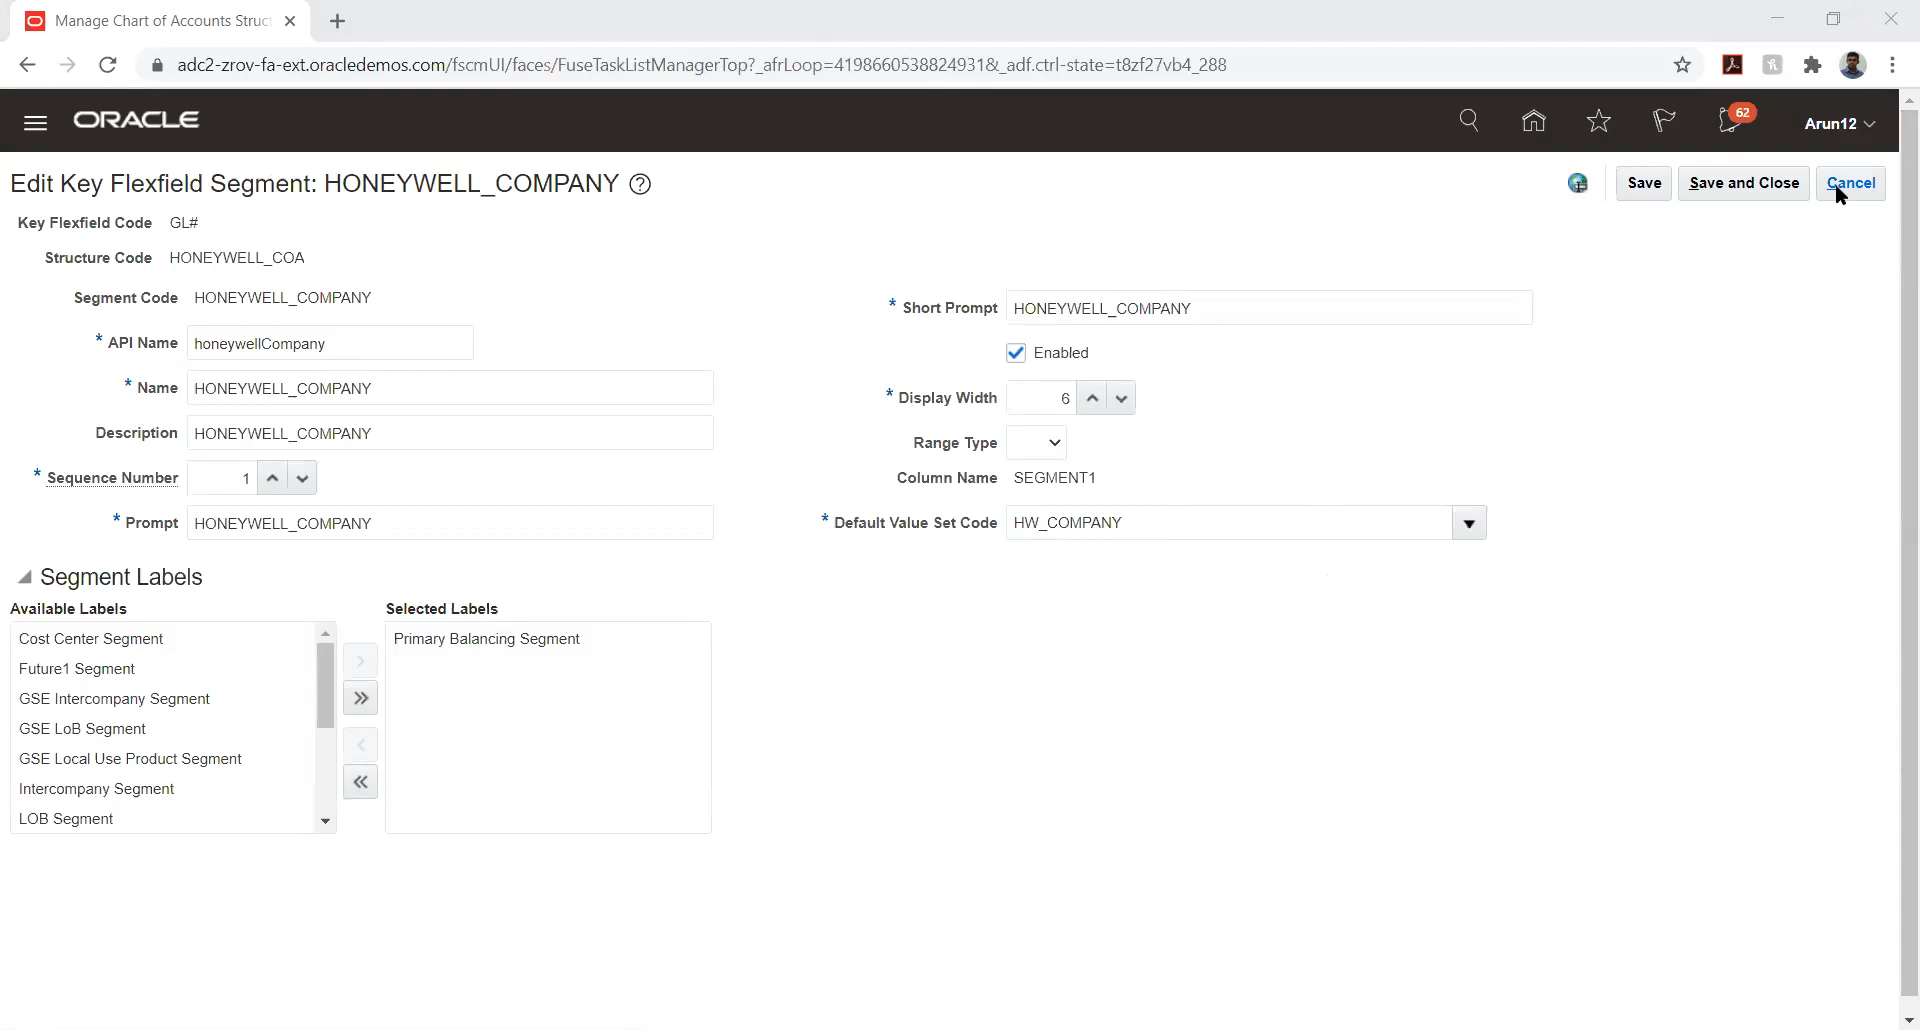 Manage Chart of Accounts Struct
adc2-zrov-fa-ext.oracledemos.com/fscmUI/faces/FuseTaskListManagerTop?_afrLoop=4198660538824931&_adf.ctrl-state=t8zf27vb4_288
ORACLE
62
Arun12
Edit Key Flexfield Segment: HONEYWELL_COMPANY ?
Save
Save and Close
Cancel
Key Flexfield Code GL#
Structure Code HONEYWELL_COA
Segment Code HONEYWELL_COMPANY
* API Name honeywellCompany
* Name HONEYWELL_COMPANY
Description HONEYWELL_COMPANY
* Sequence Number 1
* Prompt HONEYWELL_COMPANY
* Short Prompt HONEYWELL_COMPANY
Enabled
* Display Width 6
Range Type
Column Name SEGMENT1
* Default Value Set Code HW_COMPANY
Segment Labels
Available Labels
Cost Center Segment
Future1 Segment
GSE Intercompany Segment
GSE LoB Segment
GSE Local Use Product Segment
Intercompany Segment
LOB Segment
Selected Labels
Primary Balancing Segment